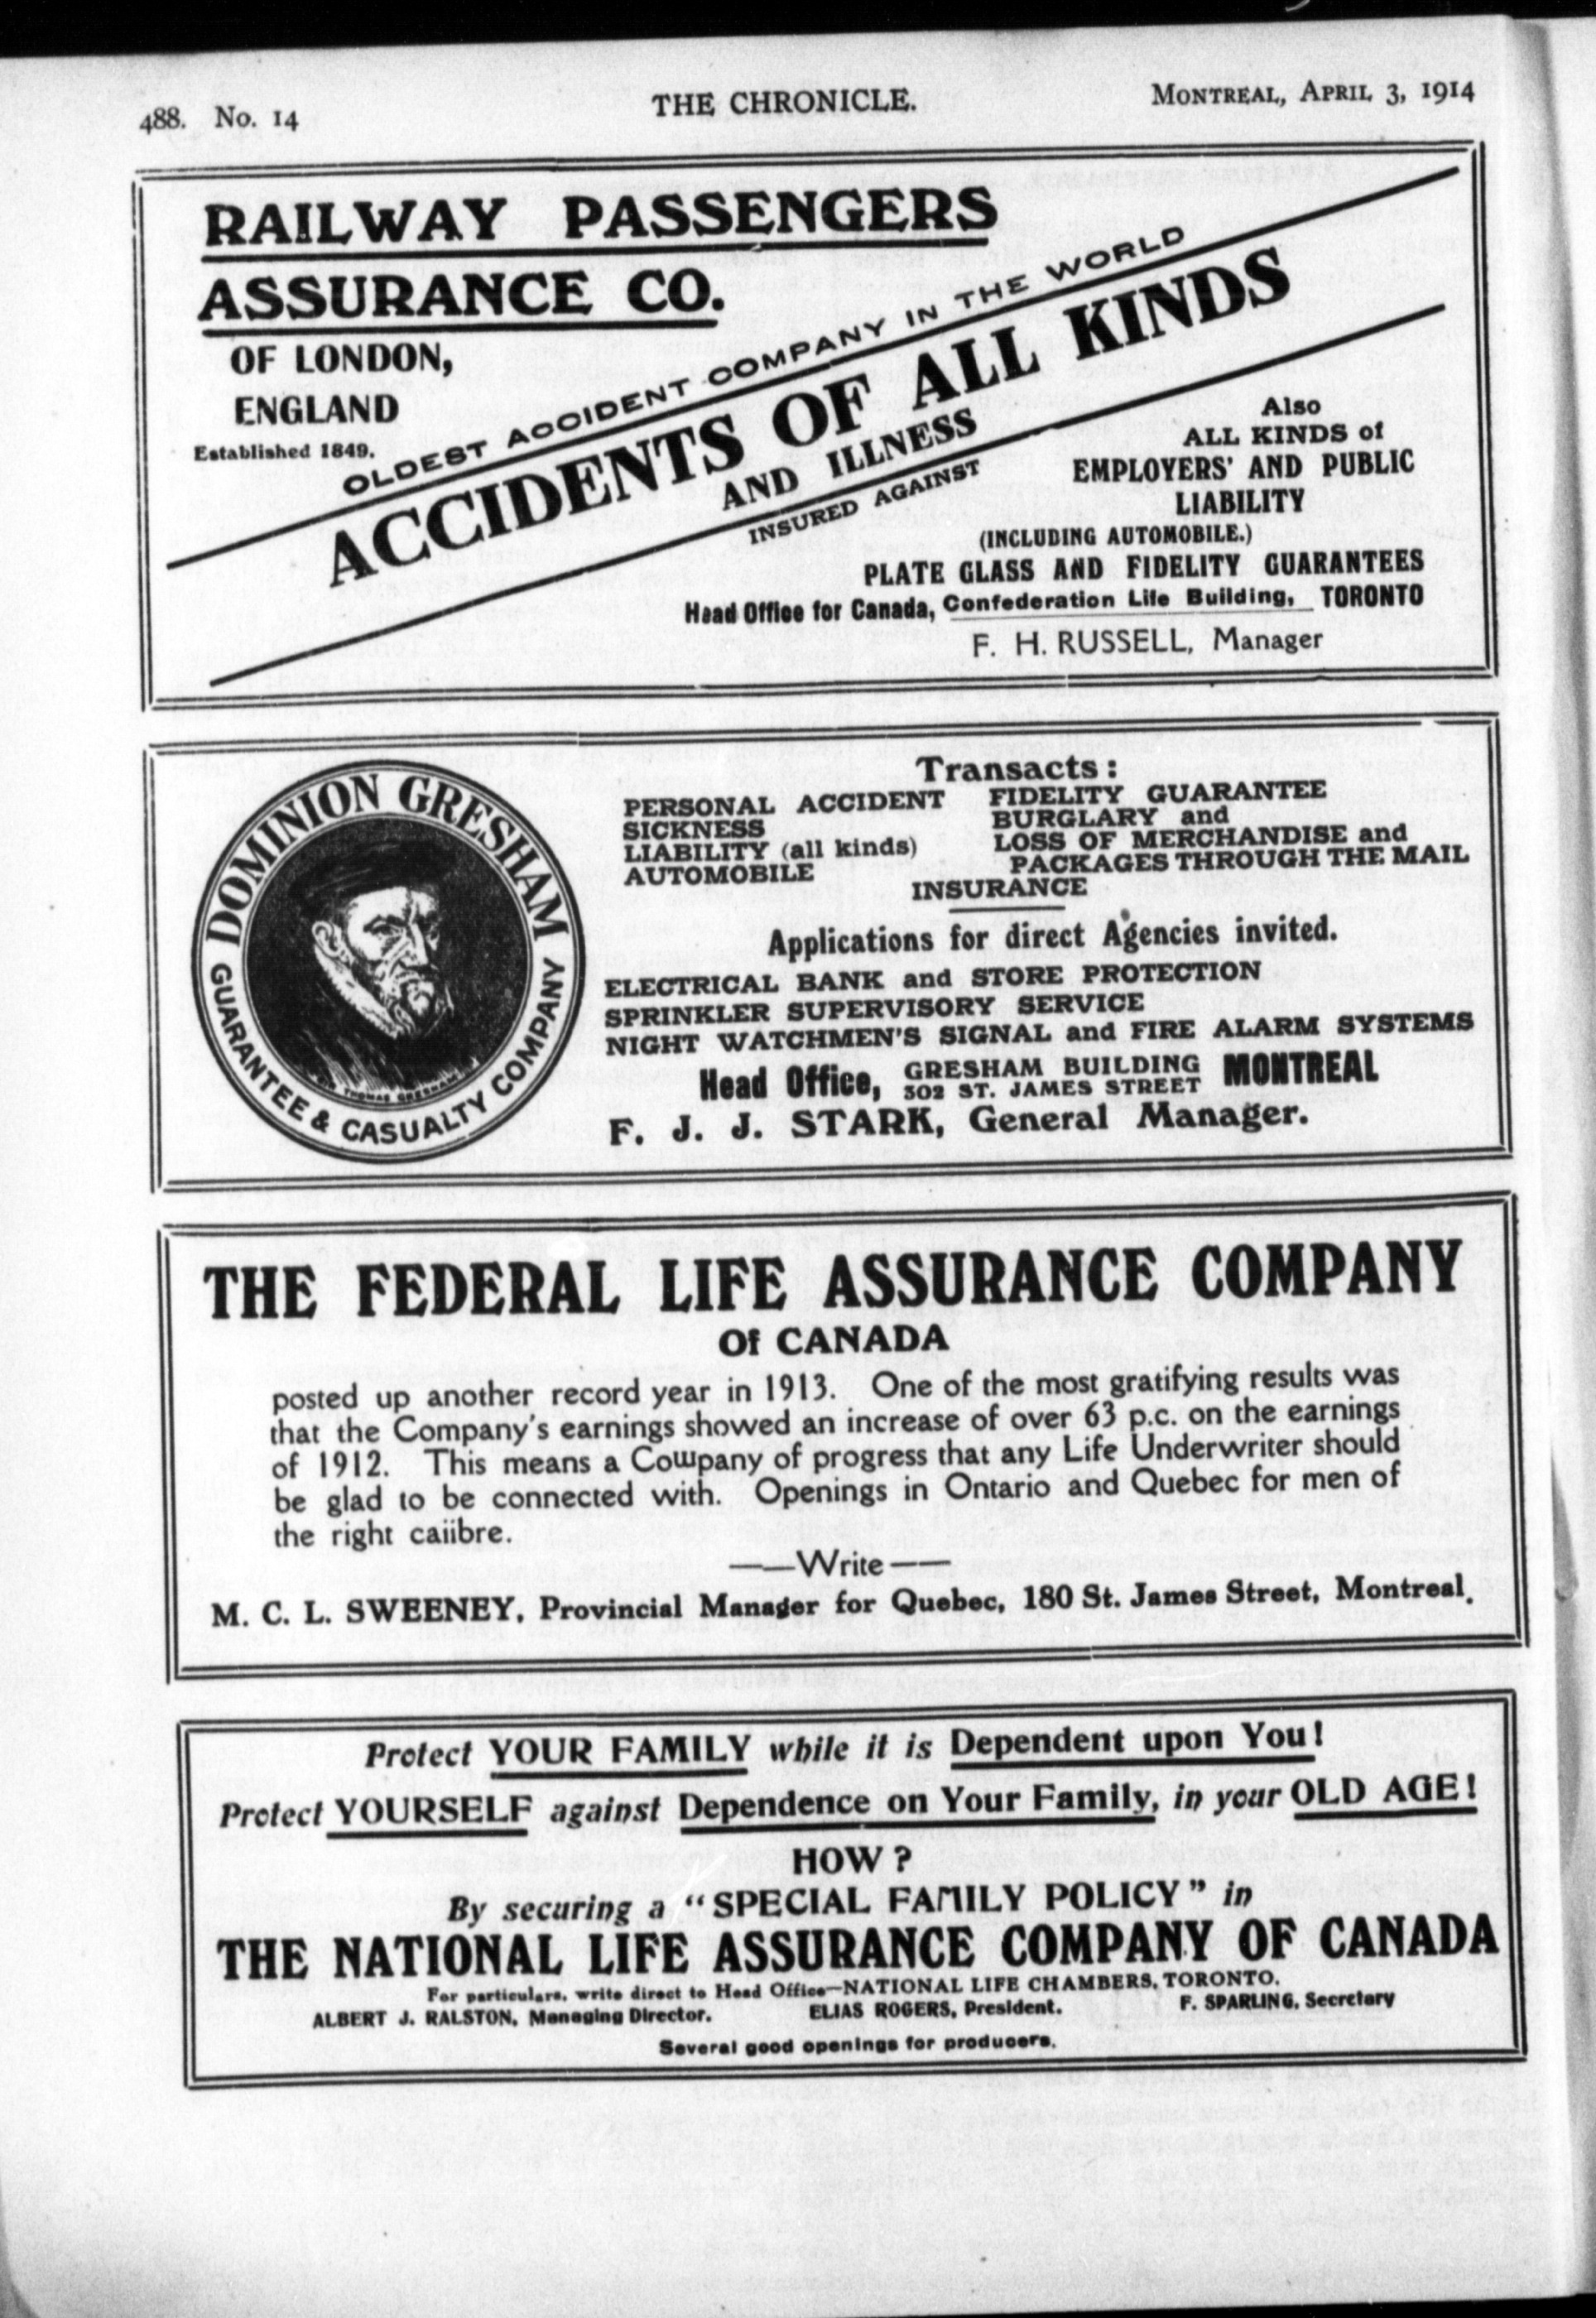 488. No. 14 THE CHRONICLE. MONTREAL, APRIL 3, 1914
RAILWAY PASSENGERS
ASSURANCE CO.
OF LONDON,
ENGLAND
Established 1849.
OLDEST ACCIDENT COMPANY IN THE WORLD
ACCIDENTS OF ALL KINDS
AND ILLNESS
INSURED AGAINST
Also
ALL KINDS of
EMPLOYERS' AND PUBLIC
LIABILITY
(INCLUDING AUTOMOBILE.)
PLATE GLASS AND FIDELITY GUARANTEES
Head Office for Canada, Confederation Life Building, TORONTO
F. H. RUSSELL, Manager
DOMINION GRESHAM
GUARANTEE & CASUALTY COMPANY
SIR THOMAS GRESHAM
Transacts:
PERSONAL ACCIDENT FIDELITY GUARANTEE
SICKNESS BURGLARY and
LIABILITY (all kinds) LOSS OF MERCHANDISE and
AUTOMOBILE PACKAGES THROUGH THE MAIL
INSURANCE
Applications for direct Agencies invited.
ELECTRICAL BANK and STORE PROTECTION
SPRINKLER SUPERVISORY SERVICE
NIGHT WATCHMEN'S SIGNAL and FIRE ALARM SYSTEMS
Head Office, GRESHAM BUILDING
302 ST. JAMES STREET MONTREAL
F. J. J. STARK, General Manager.
THE FEDERAL LIFE ASSURANCE COMPANY
Of CANADA
posted up another record year in 1913. One of the most gratifying results was
that the Company's earnings showed an increase of over 63 p.c. on the earnings
of 1912. This means a Cowpany of progress that any Life Underwriter should
be glad to be connected with. Openings in Ontario and Quebec for men of
the right caiibre.
——Write——
M. C. L. SWEENEY, Provincial Manager for Quebec, 180 St. James Street, Montreal.
Protect YOUR FAMILY while it is Dependent upon You!
Protect YOURSELF against Dependence on Your Family, in your OLD AGE!
HOW?
By securing a "SPECIAL FAMILY POLICY" in
THE NATIONAL LIFE ASSURANCE COMPANY OF CANADA
For particulars, write direct to Head Office—NATIONAL LIFE CHAMBERS, TORONTO.
ALBERT J. RALSTON, Managing Director. ELIAS ROGERS, President. F. SPARLING, Secretary
Several good openings for producers.